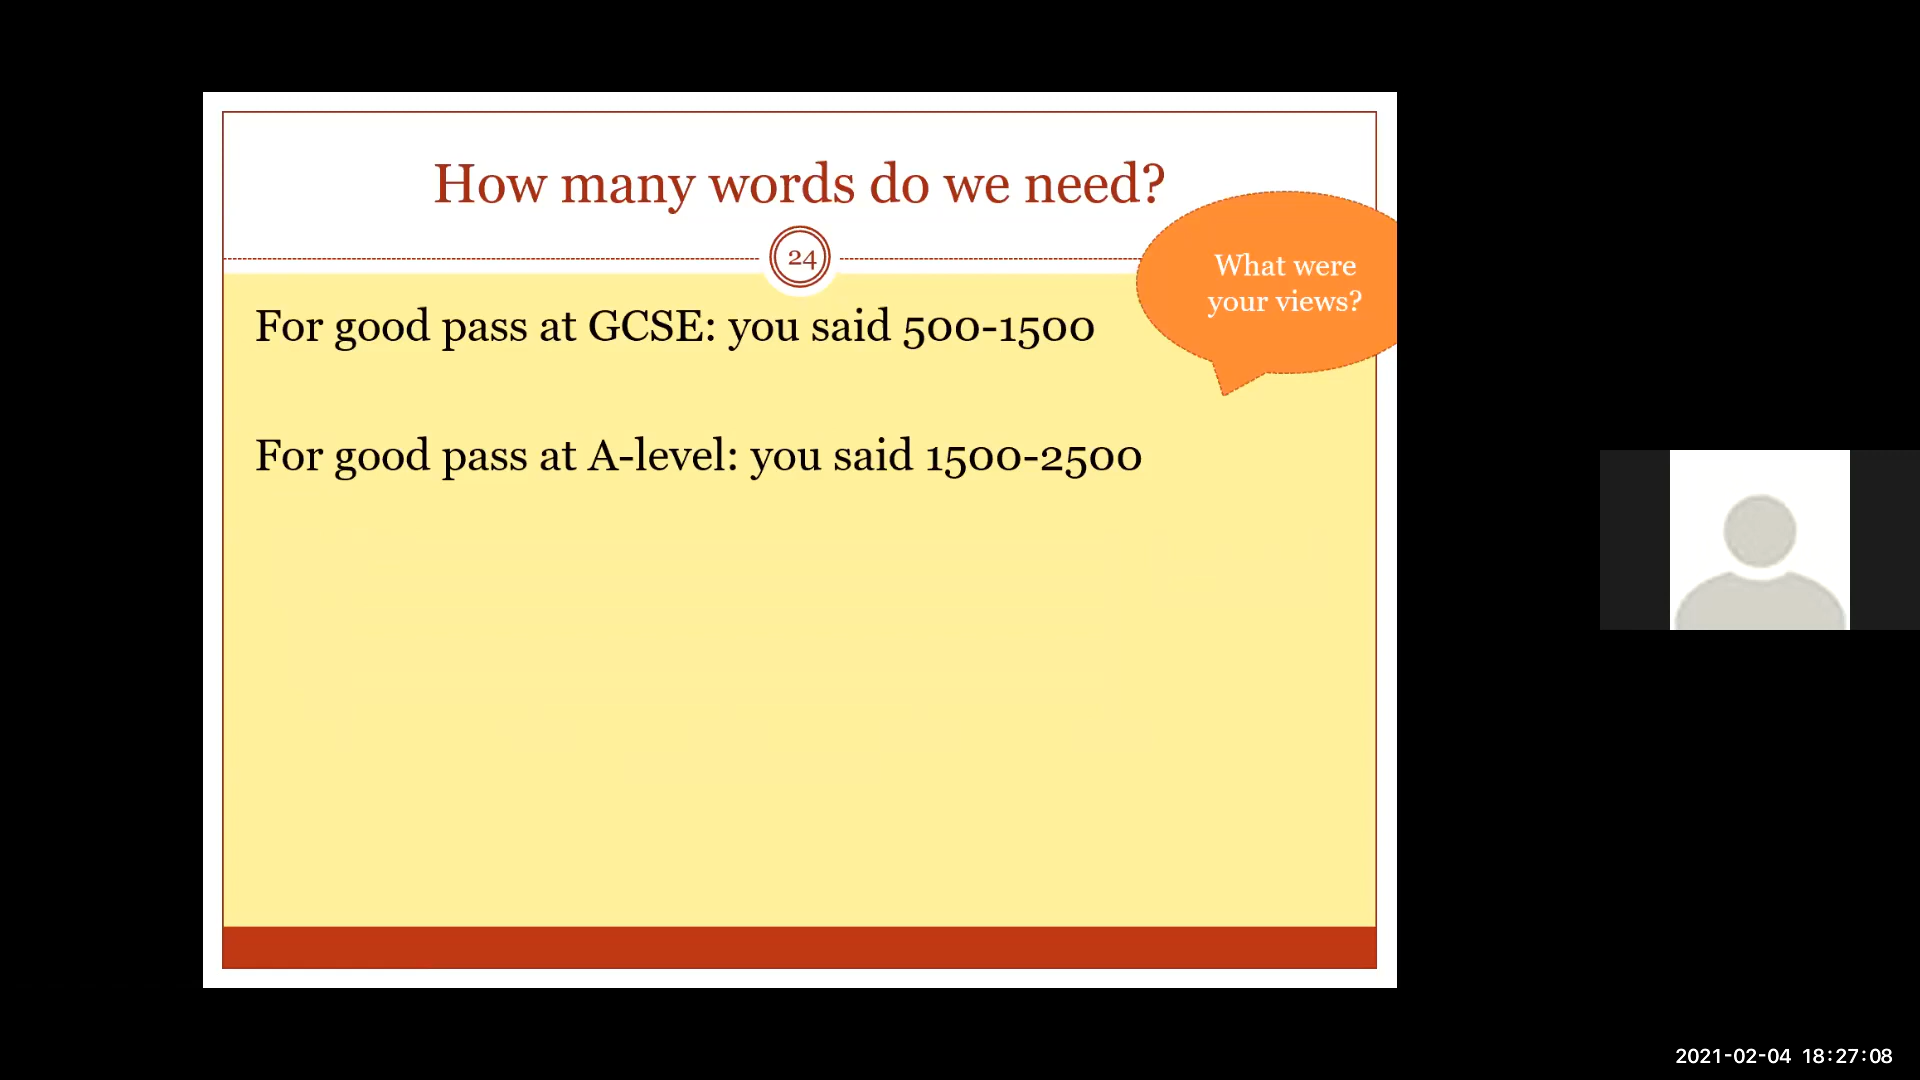 How many words do we need?
24
What were
your views?
For good pass at GCSE: you said 500-1500
For good pass at A-level: you said 1500-2500
2021-02-04 18:27:08